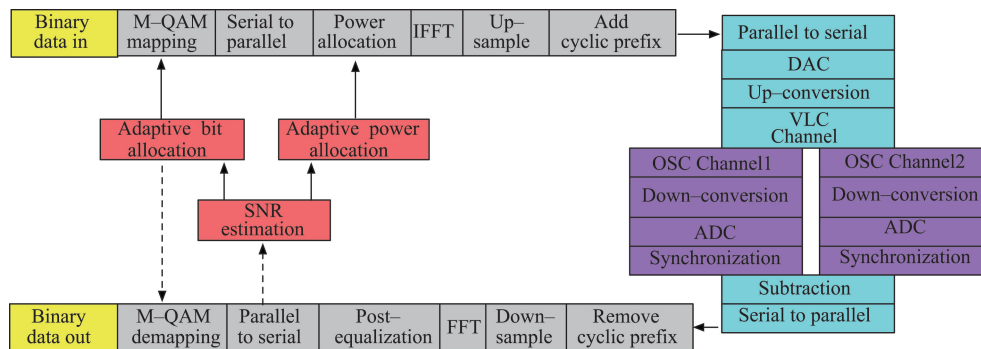 Binary
data in
M–QAM
mapping
Serial to
parallel
Power
allocation
IFFT
Up–
sample
Add
cyclic prefix
Parallel to serial
DAC
Up–conversion
VLC
Channel
Adaptive bit
allocation
Adaptive power
allocation
SNR
estimation
OSC Channel1
Down–conversion
ADC
Synchronization
OSC Channel2
Down–conversion
ADC
Synchronization
Subtraction
Serial to parallel
Binary
data out
M–QAM
demapping
Parallel
to serial
Post–
equalization
FFT
Down–
sample
Remove
cyclic prefix